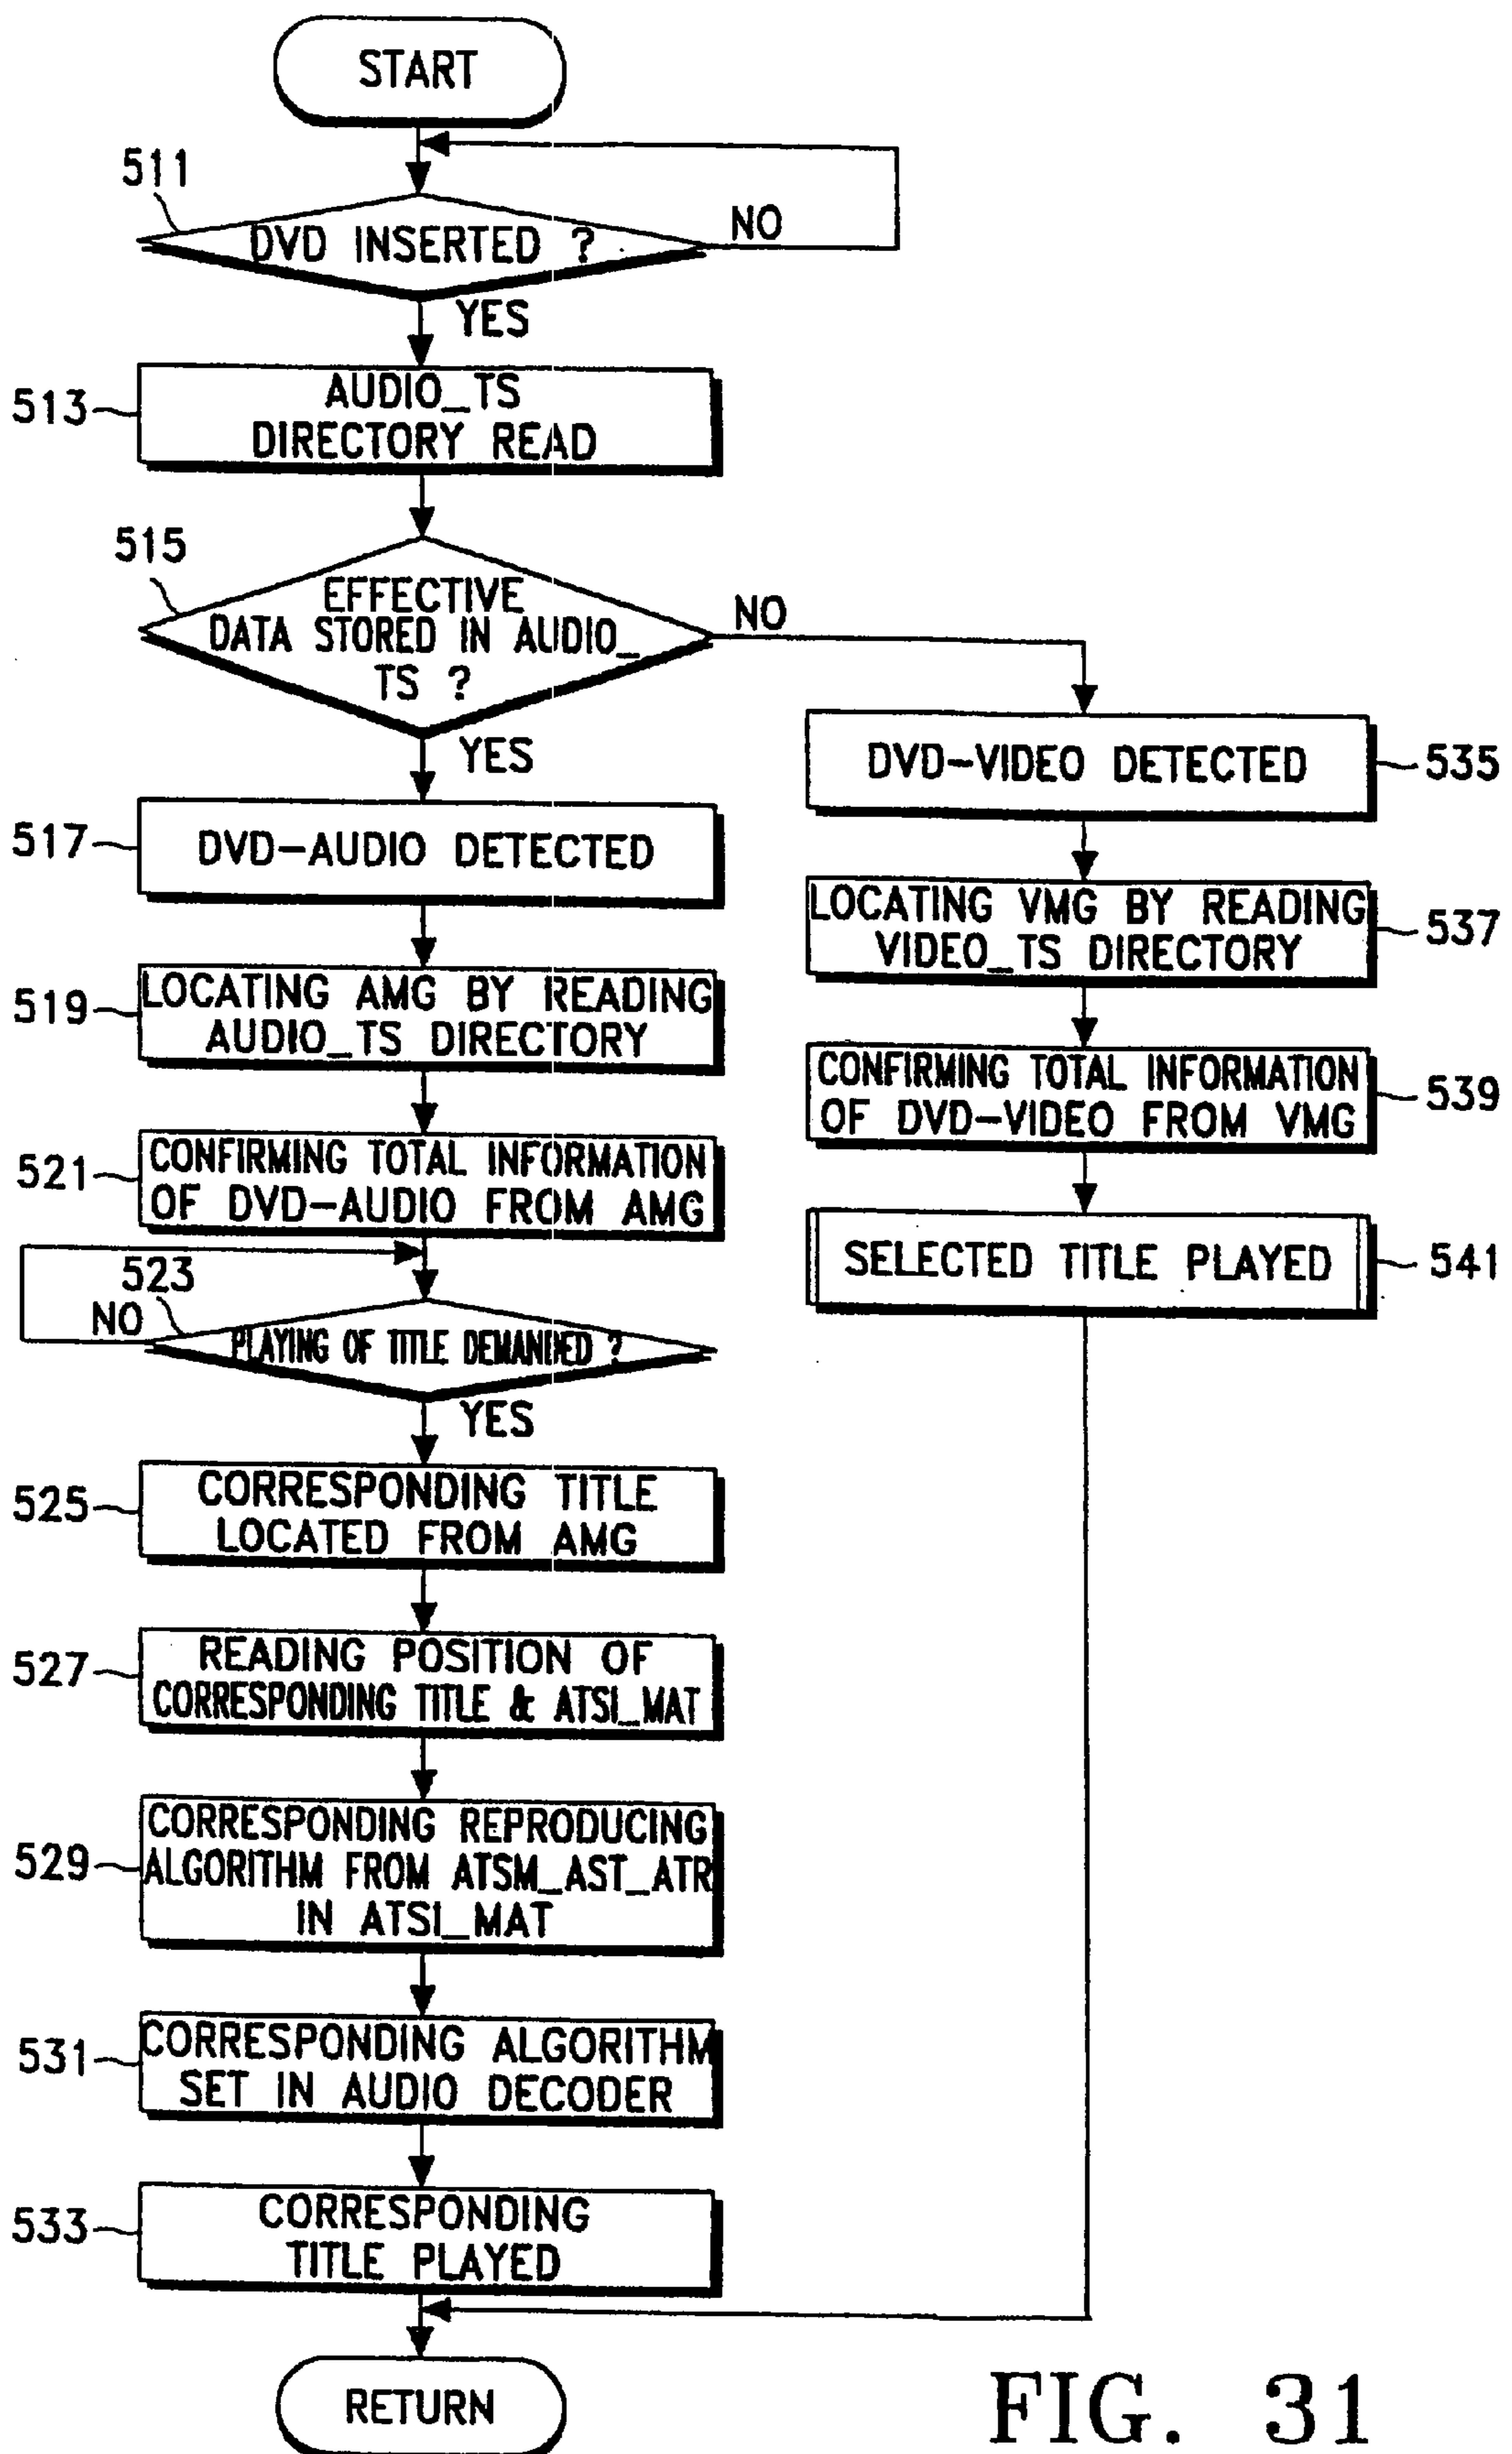 START
511
DVD INSERTED ?
NO
YES
513
AUDIO_TS
DIRECTORY READ
515
EFFECTIVE
DATA STORED IN AUDIO_
TS ?
NO
YES
517
DVD-AUDIO DETECTED
519
LOCATING AMG BY READING
AUDIO_TS DIRECTORY
521
CONFIRMING TOTAL INFORMATION
OF DVD-AUDIO FROM AMG
523
NO
PLAYING OF TITLE DEMANDED ?
YES
525
CORRESPONDING TITLE
LOCATED FROM AMG
527
READING POSITION OF
CORRESPONDING TITLE & ATSI_MAT
529
CORRESPONDING REPRODUCING
ALGORITHM FROM ATSM_AST_ATR
IN ATSI_MAT
531
CORRESPONDING ALGORITHM
SET IN AUDIO DECODER
533
CORRESPONDING
TITLE PLAYED
RETURN
DVD-VIDEO DETECTED
535
LOCATING VMG BY READING
VIDEO_TS DIRECTORY
537
CONFIRMING TOTAL INFORMATION
OF DVD-VIDEO FROM VMG
539
SELECTED TITLE PLAYED
541
FIG. 31